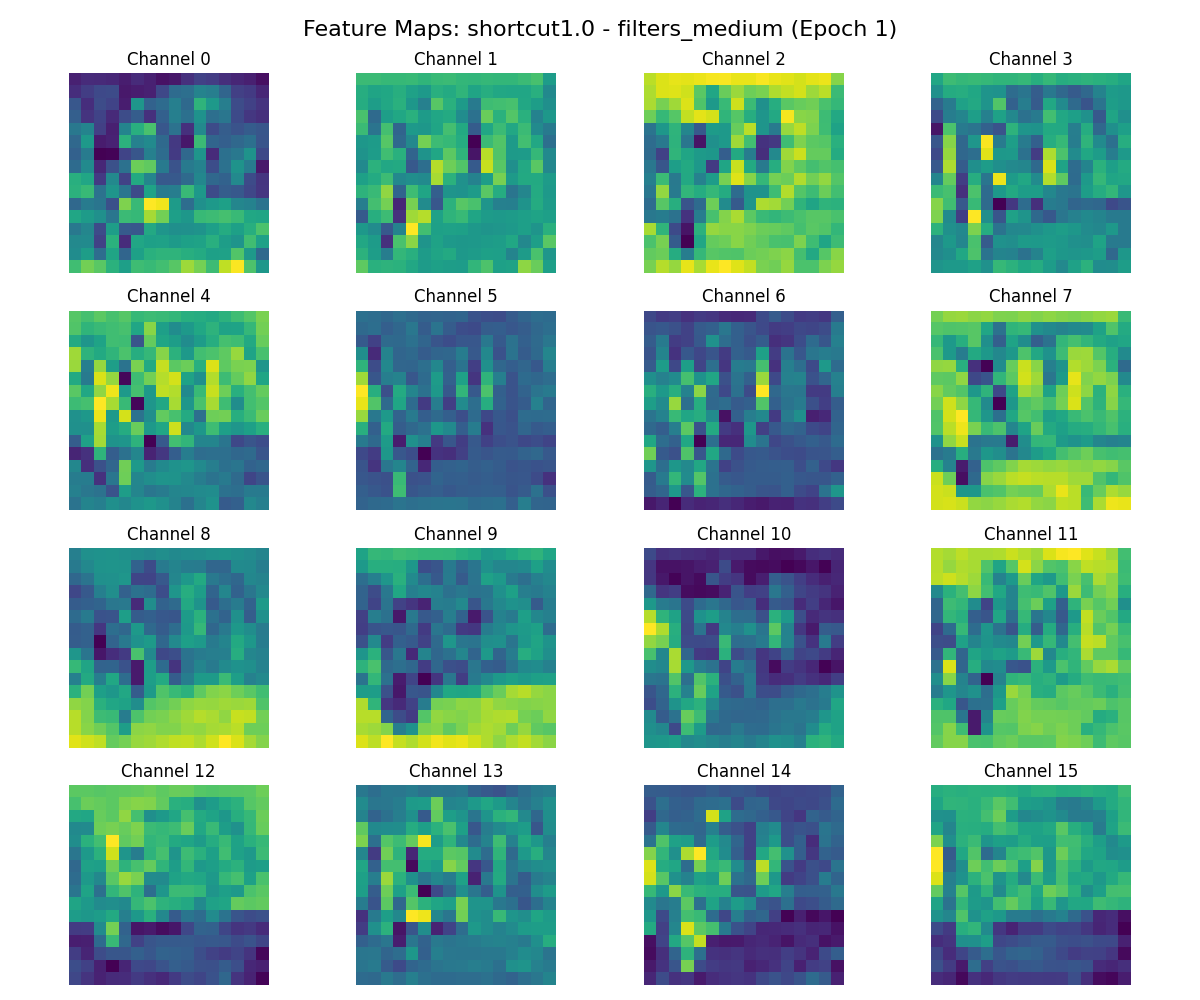 Feature Maps: shortcut1.0 - filters_medium (Epoch 1)
Channel 0
Channel 1
Channel 2
Channel 3
Channel 4
Channel 5
Channel 6
Channel 7
Channel 8
Channel 9
Channel 10
Channel 11
Channel 12
Channel 13
Channel 14
Channel 15